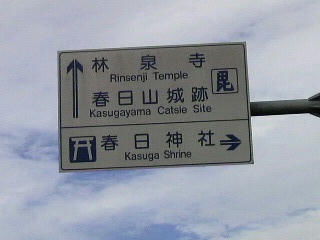 林泉寺
Rinsenji Temple
毘
春日山城跡
Kasugayama Catsle Site
春日神社
Kasuga Shrine